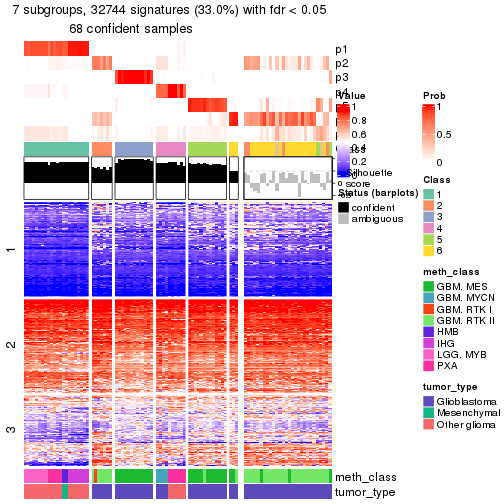 7 subgroups, 32744 signatures (33.0%) with fdr < 0.05
68 confident samples
p1
p2
p3
p4
1
2
3
Value
1
0.8
0.6
0.4
0.2
0
Silhouette
score
Status (barplots)
confident
ambiguous
Prob
1
0.5
0
Class
1
2
3
4
5
6
meth_class
GBM. MES
GBM. MYCN
GBM. RTK I
GBM. RTK II
HMB
IHG
LGG. MYB
PXA
tumor_type
Glioblastoma
Mesenchymal
Other glioma
meth_class
tumor_type